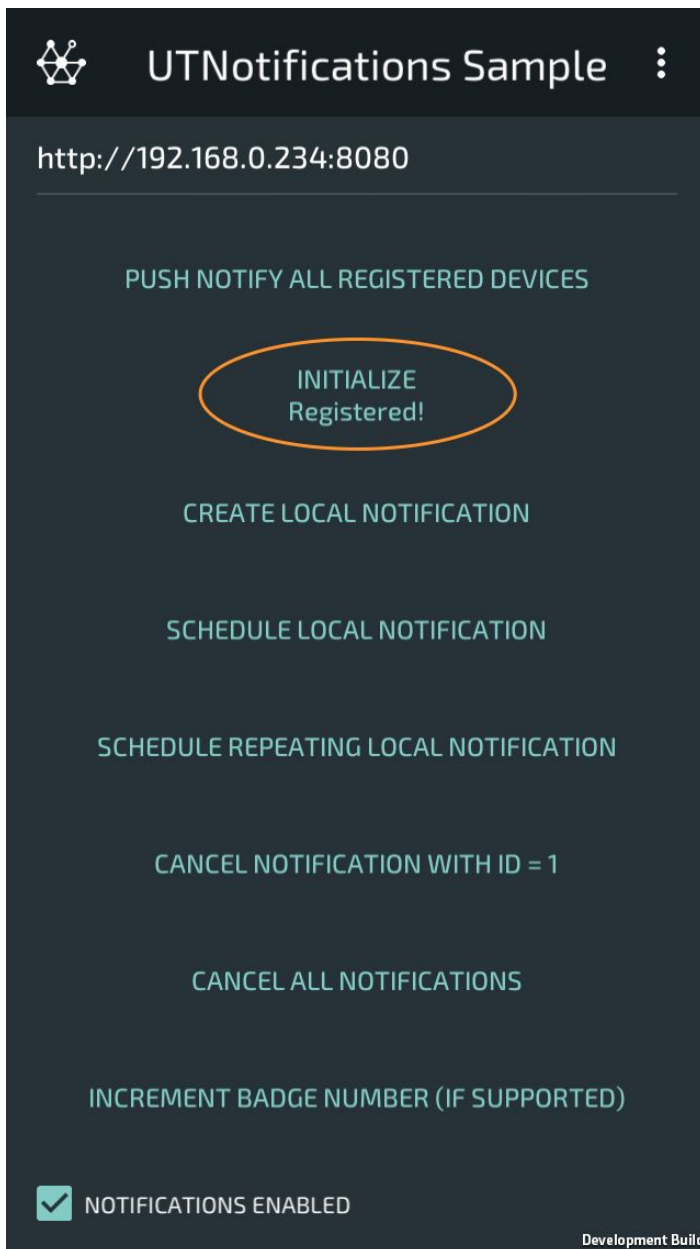 UTNotifications Sample
http://192.168.0.234:8080
PUSH NOTIFY ALL REGISTERED DEVICES
INITIALIZE
Registered!
CREATE LOCAL NOTIFICATION
SCHEDULE LOCAL NOTIFICATION
SCHEDULE REPEATING LOCAL NOTIFICATION
CANCEL NOTIFICATION WITH ID = 1
CANCEL ALL NOTIFICATIONS
INCREMENT BADGE NUMBER (IF SUPPORTED)
NOTIFICATIONS ENABLED
Development Build